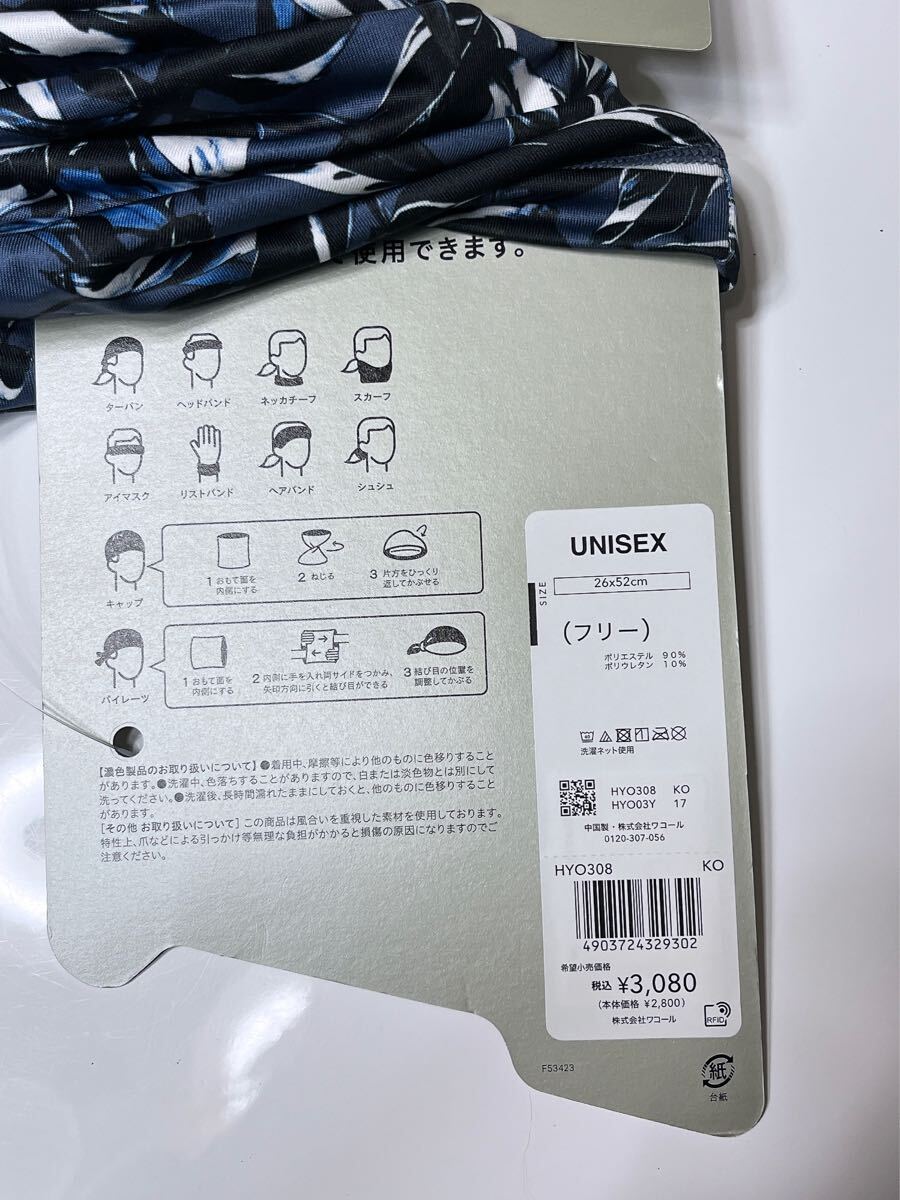 使用できます。
ターバン
ヘッドバンド
ネッカチーフ
スカーフ
アイマスク
リストバンド
ヘアバンド
シュシュ
キャップ
1 おもて面を
内側にする
2 ねじる
3 片方をひっくり
返してかぶせる
パイレーツ
1 おもて面を
内側にする
2 内側に手を入れ両サイドをつかみ、
矢印方向に引くと結び目ができる
3 結び目の位置を
調整してかぶる
【濃色製品のお取り扱いについて】●着用中、摩擦等により他のものに色移りすること
があります。●洗濯中、色落ちすることがありますので、白または淡色物とは別にして
洗ってください。●洗濯後、長時間濡れたままにしておくと、他のものに色移りすること
があります。
【その他 お取り扱いについて】この商品は風合いを重視した素材を使用しております。
特性上、爪などによる引っかけ等無理な負担がかかると損傷の原因になりますのでご
注意ください。
UNISEX
SIZE
26x52cm
(フリー)
ポリエステル 90%
ポリウレタン 10%
洗濯ネット使用
HYO308 KO
HYO03Y 17
中国製・株式会社ワコール
0120-307-056
HYO308 KO
4903724329302
希望小売価格
税込 ¥3,080
(本体価格 ¥2,800)
株式会社ワコール
RFID
F53423
紙
台紙